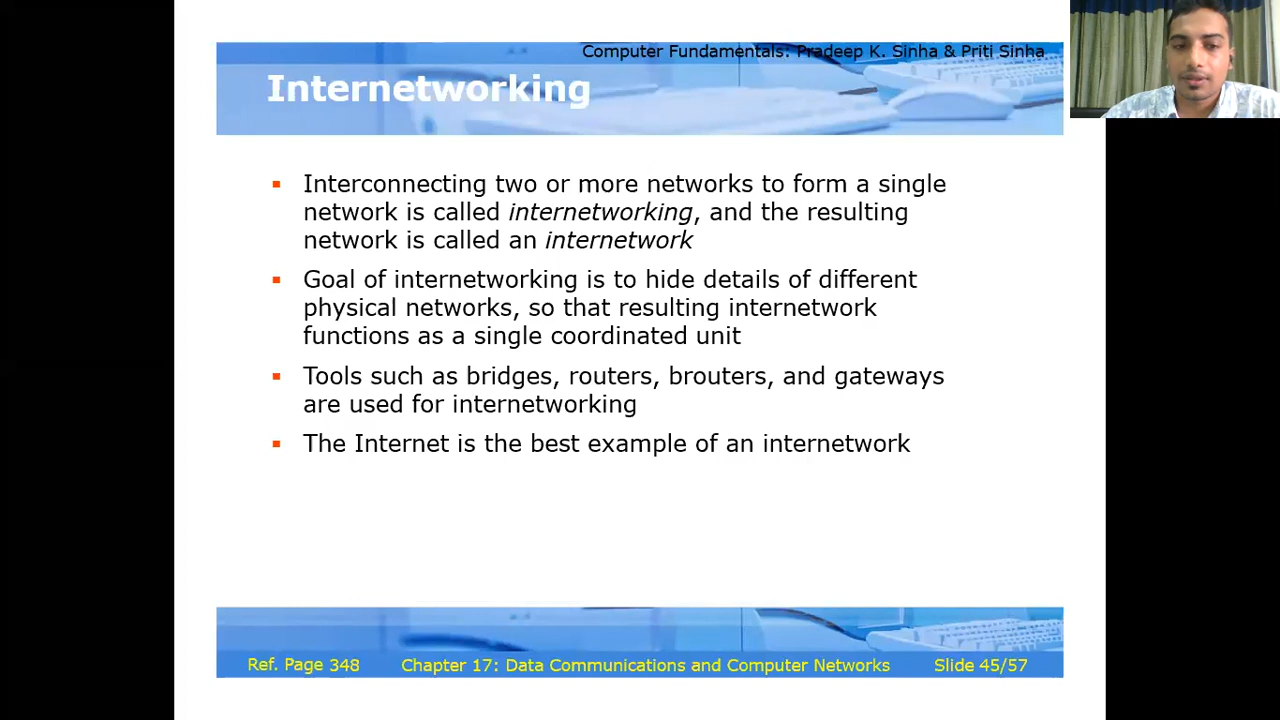 Computer Fundamentals: Pradeep K. Sinha & Priti Sinha
Internetworking
▪ Interconnecting two or more networks to form a single
network is called internetworking, and the resulting
network is called an internetwork
▪ Goal of internetworking is to hide details of different
physical networks, so that resulting internetwork
functions as a single coordinated unit
▪ Tools such as bridges, routers, brouters, and gateways
are used for internetworking
▪ The Internet is the best example of an internetwork
Ref. Page 348 Chapter 17: Data Communications and Computer Networks Slide 45/57